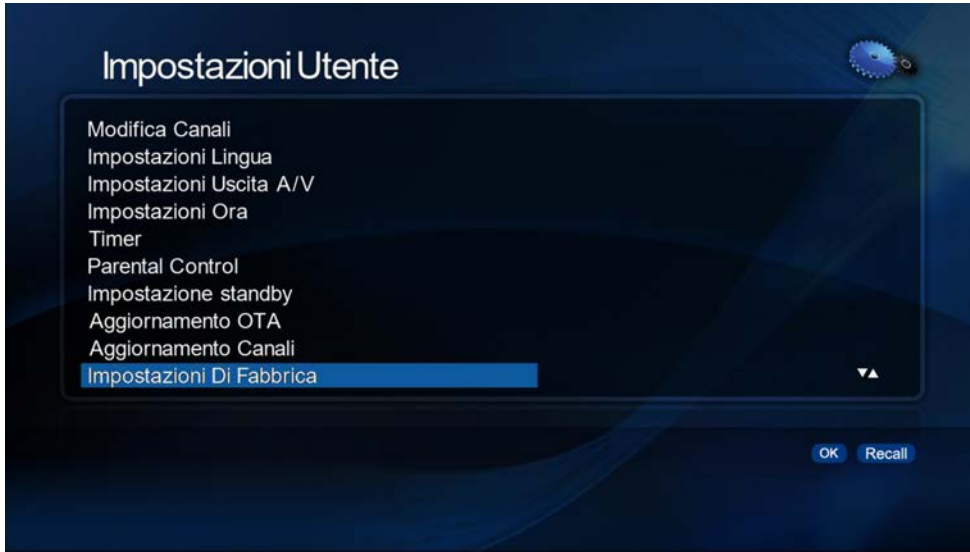 Impostazioni Utente
Modifica Canali
Impostazioni Lingua
Impostazioni Uscita A/V
Impostazioni Ora
Timer
Parental Control
Impostazione standby
Aggiornamento OTA
Aggiornamento Canali
Impostazioni Di Fabbrica
OK Recall